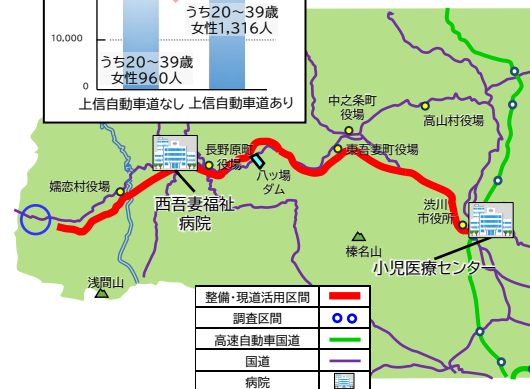 うち20～39歳
女性1,316人
10,000
うち20～39歳
女性960人
0
上信自動車道なし 上信自動車道あり
中之条町
役場
高山村役場
長野原町
役場
東吾妻町役場
八ッ場
ダム
嬬恋村役場
西吾妻福祉
病院
渋川
市役所
榛名山
小児医療センター
浅間山
整備・現道活用区間
調査区間
高速自動車国道
国道
病院